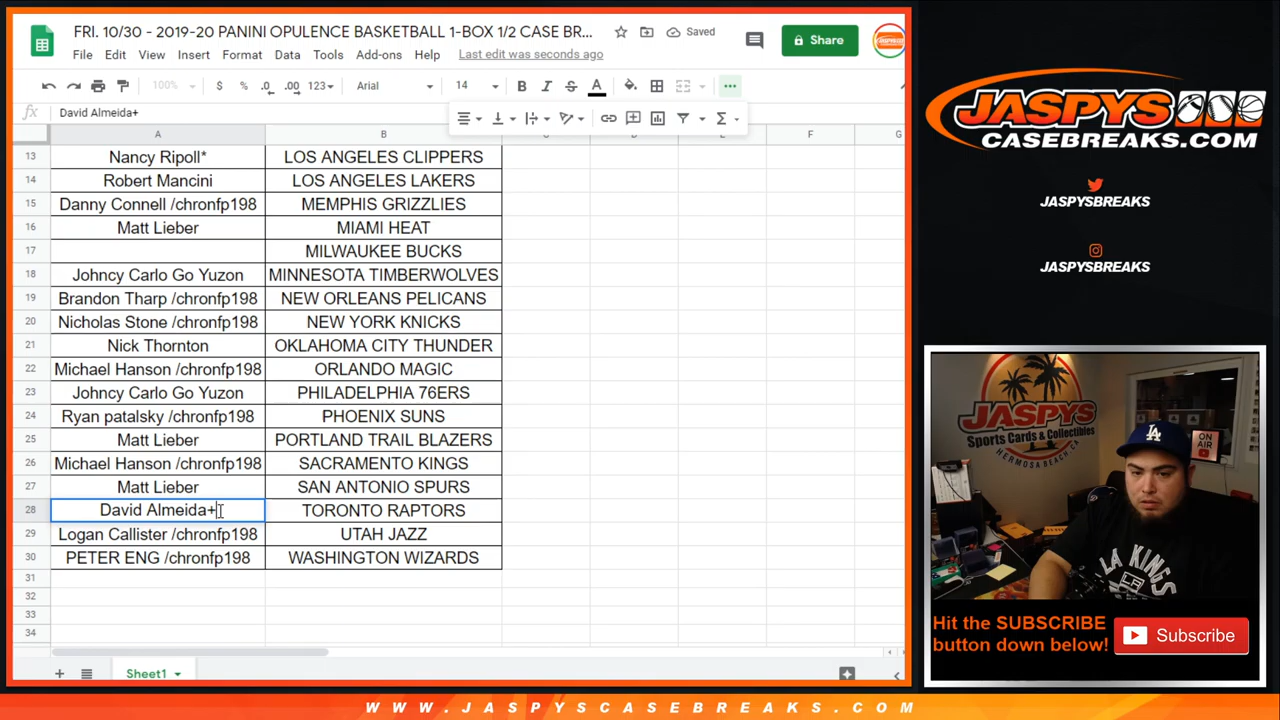 FRI. 10/30 - 2019-20 PANINI OPULENCE BASKETBALL 1-BOX 1/2 CASE BR...
Saved
Share
File Edit View Insert Format Data Tools Add-ons Help Last edit was seconds ago
100% $ % .0 .00 123 Arial 14 B I S A
fx David Almeida+
A B C D E F G
13 Nancy Ripoll* LOS ANGELES CLIPPERS
14 Robert Mancini LOS ANGELES LAKERS
15 Danny Connell /chronfp198 MEMPHIS GRIZZLIES
16 Matt Lieber MIAMI HEAT
17 MILWAUKEE BUCKS
18 Johncy Carlo Go Yuzon MINNESOTA TIMBERWOLVES
19 Brandon Tharp /chronfp198 NEW ORLEANS PELICANS
20 Nicholas Stone /chronfp198 NEW YORK KNICKS
21 Nick Thornton OKLAHOMA CITY THUNDER
22 Michael Hanson /chronfp198 ORLANDO MAGIC
23 Johncy Carlo Go Yuzon PHILADELPHIA 76ERS
24 Ryan patalsky /chronfp198 PHOENIX SUNS
25 Matt Lieber PORTLAND TRAIL BLAZERS
26 Michael Hanson /chronfp198 SACRAMENTO KINGS
27 Matt Lieber SAN ANTONIO SPURS
28 David Almeida+ TORONTO RAPTORS
29 Logan Callister /chronfp198 UTAH JAZZ
30 PETER ENG /chronfp198 WASHINGTON WIZARDS
31
32
33
34
Sheet1
JASPYS
CASEBREAKS.COM
JASPYSBREAKS
JASPYSBREAKS
JASPYS
Sports Cards & Collectibles
HERMOSA BEACH, CA
ON AIR
LA
LA KINGS
Hit the SUBSCRIBE
button down below!
Subscribe
WWW.JASPYSCASEBREAKS.COM